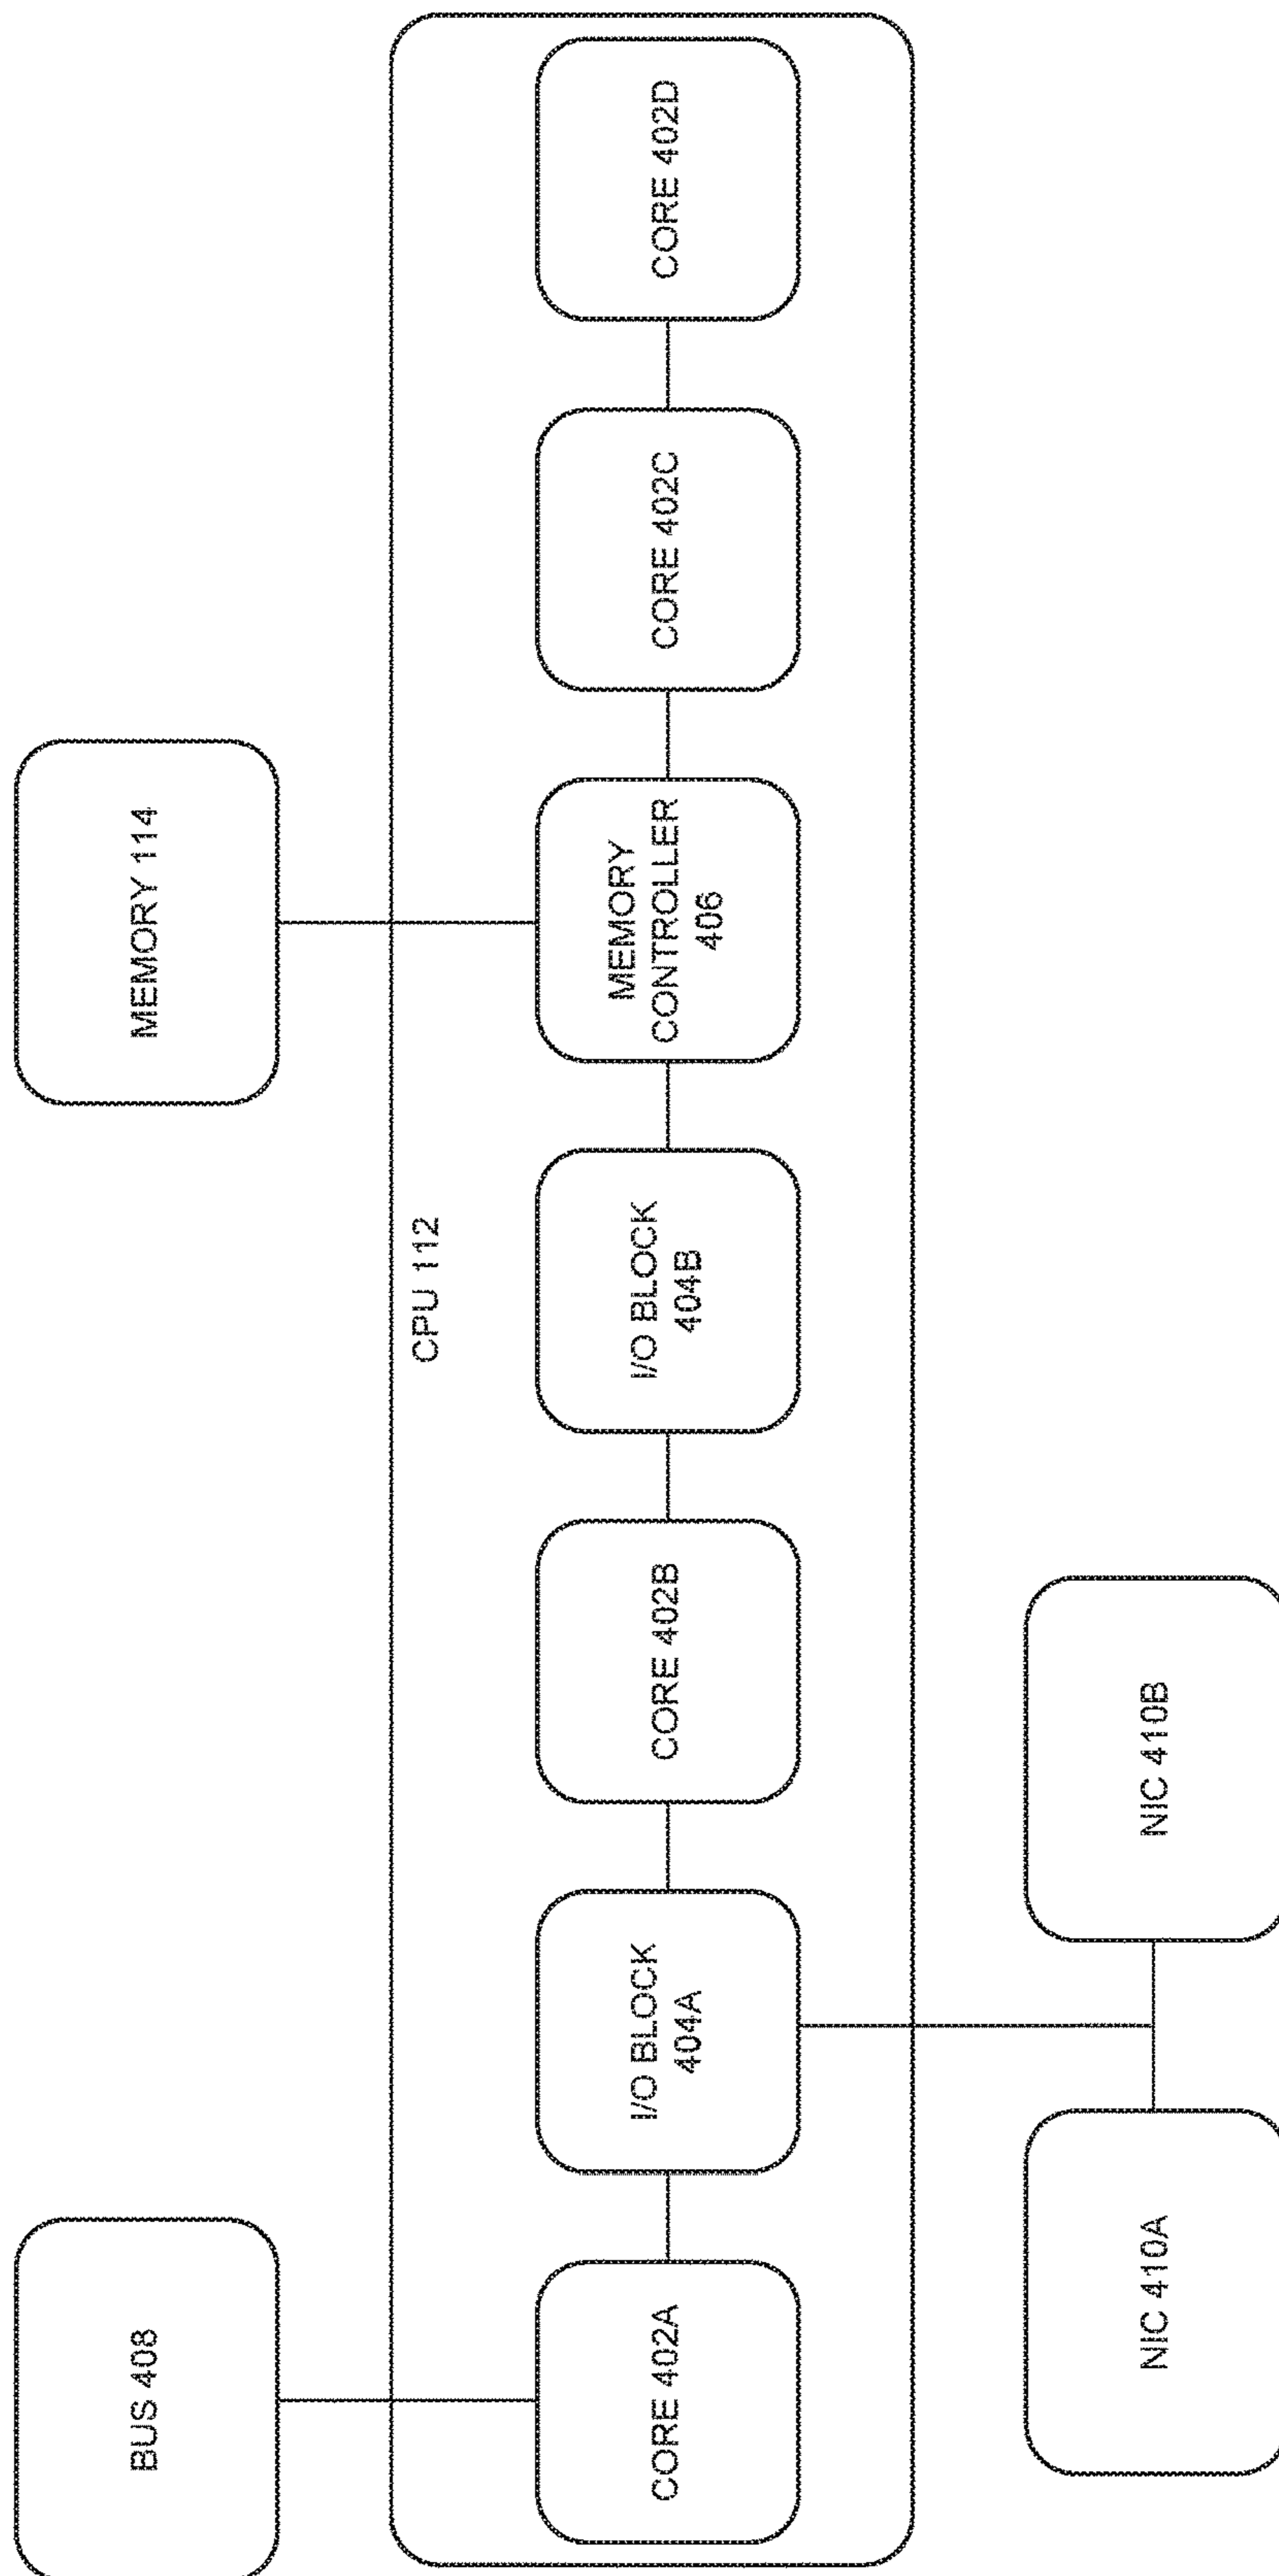 BUS 408
MEMORY 114
CPU 112
CORE 402A
I/O BLOCK
404A
CORE 402B
I/O BLOCK
404B
MEMORY
CONTROLLER
406
CORE 402C
CORE 402D
NIC 410A
NIC 410B